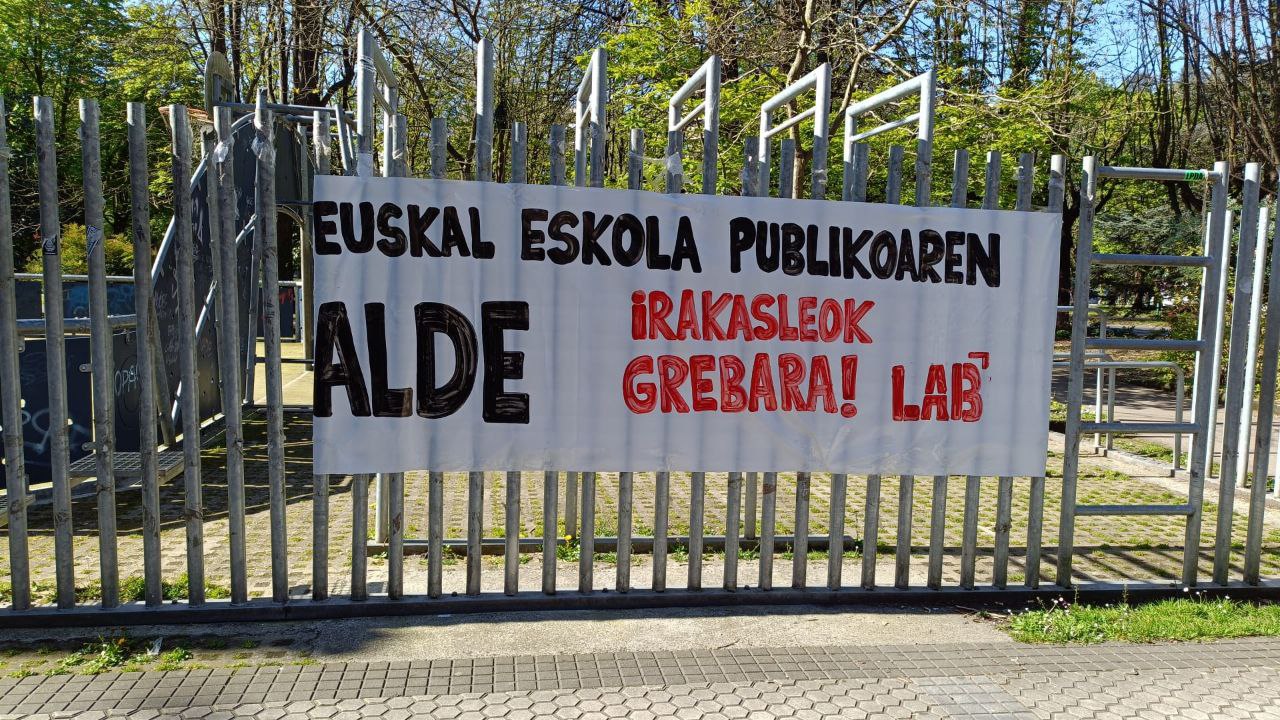 EUSKAL ESKOLA PUBLIKOAREN
ALDE
iRAKASLEOK
GREBARA!
LAB